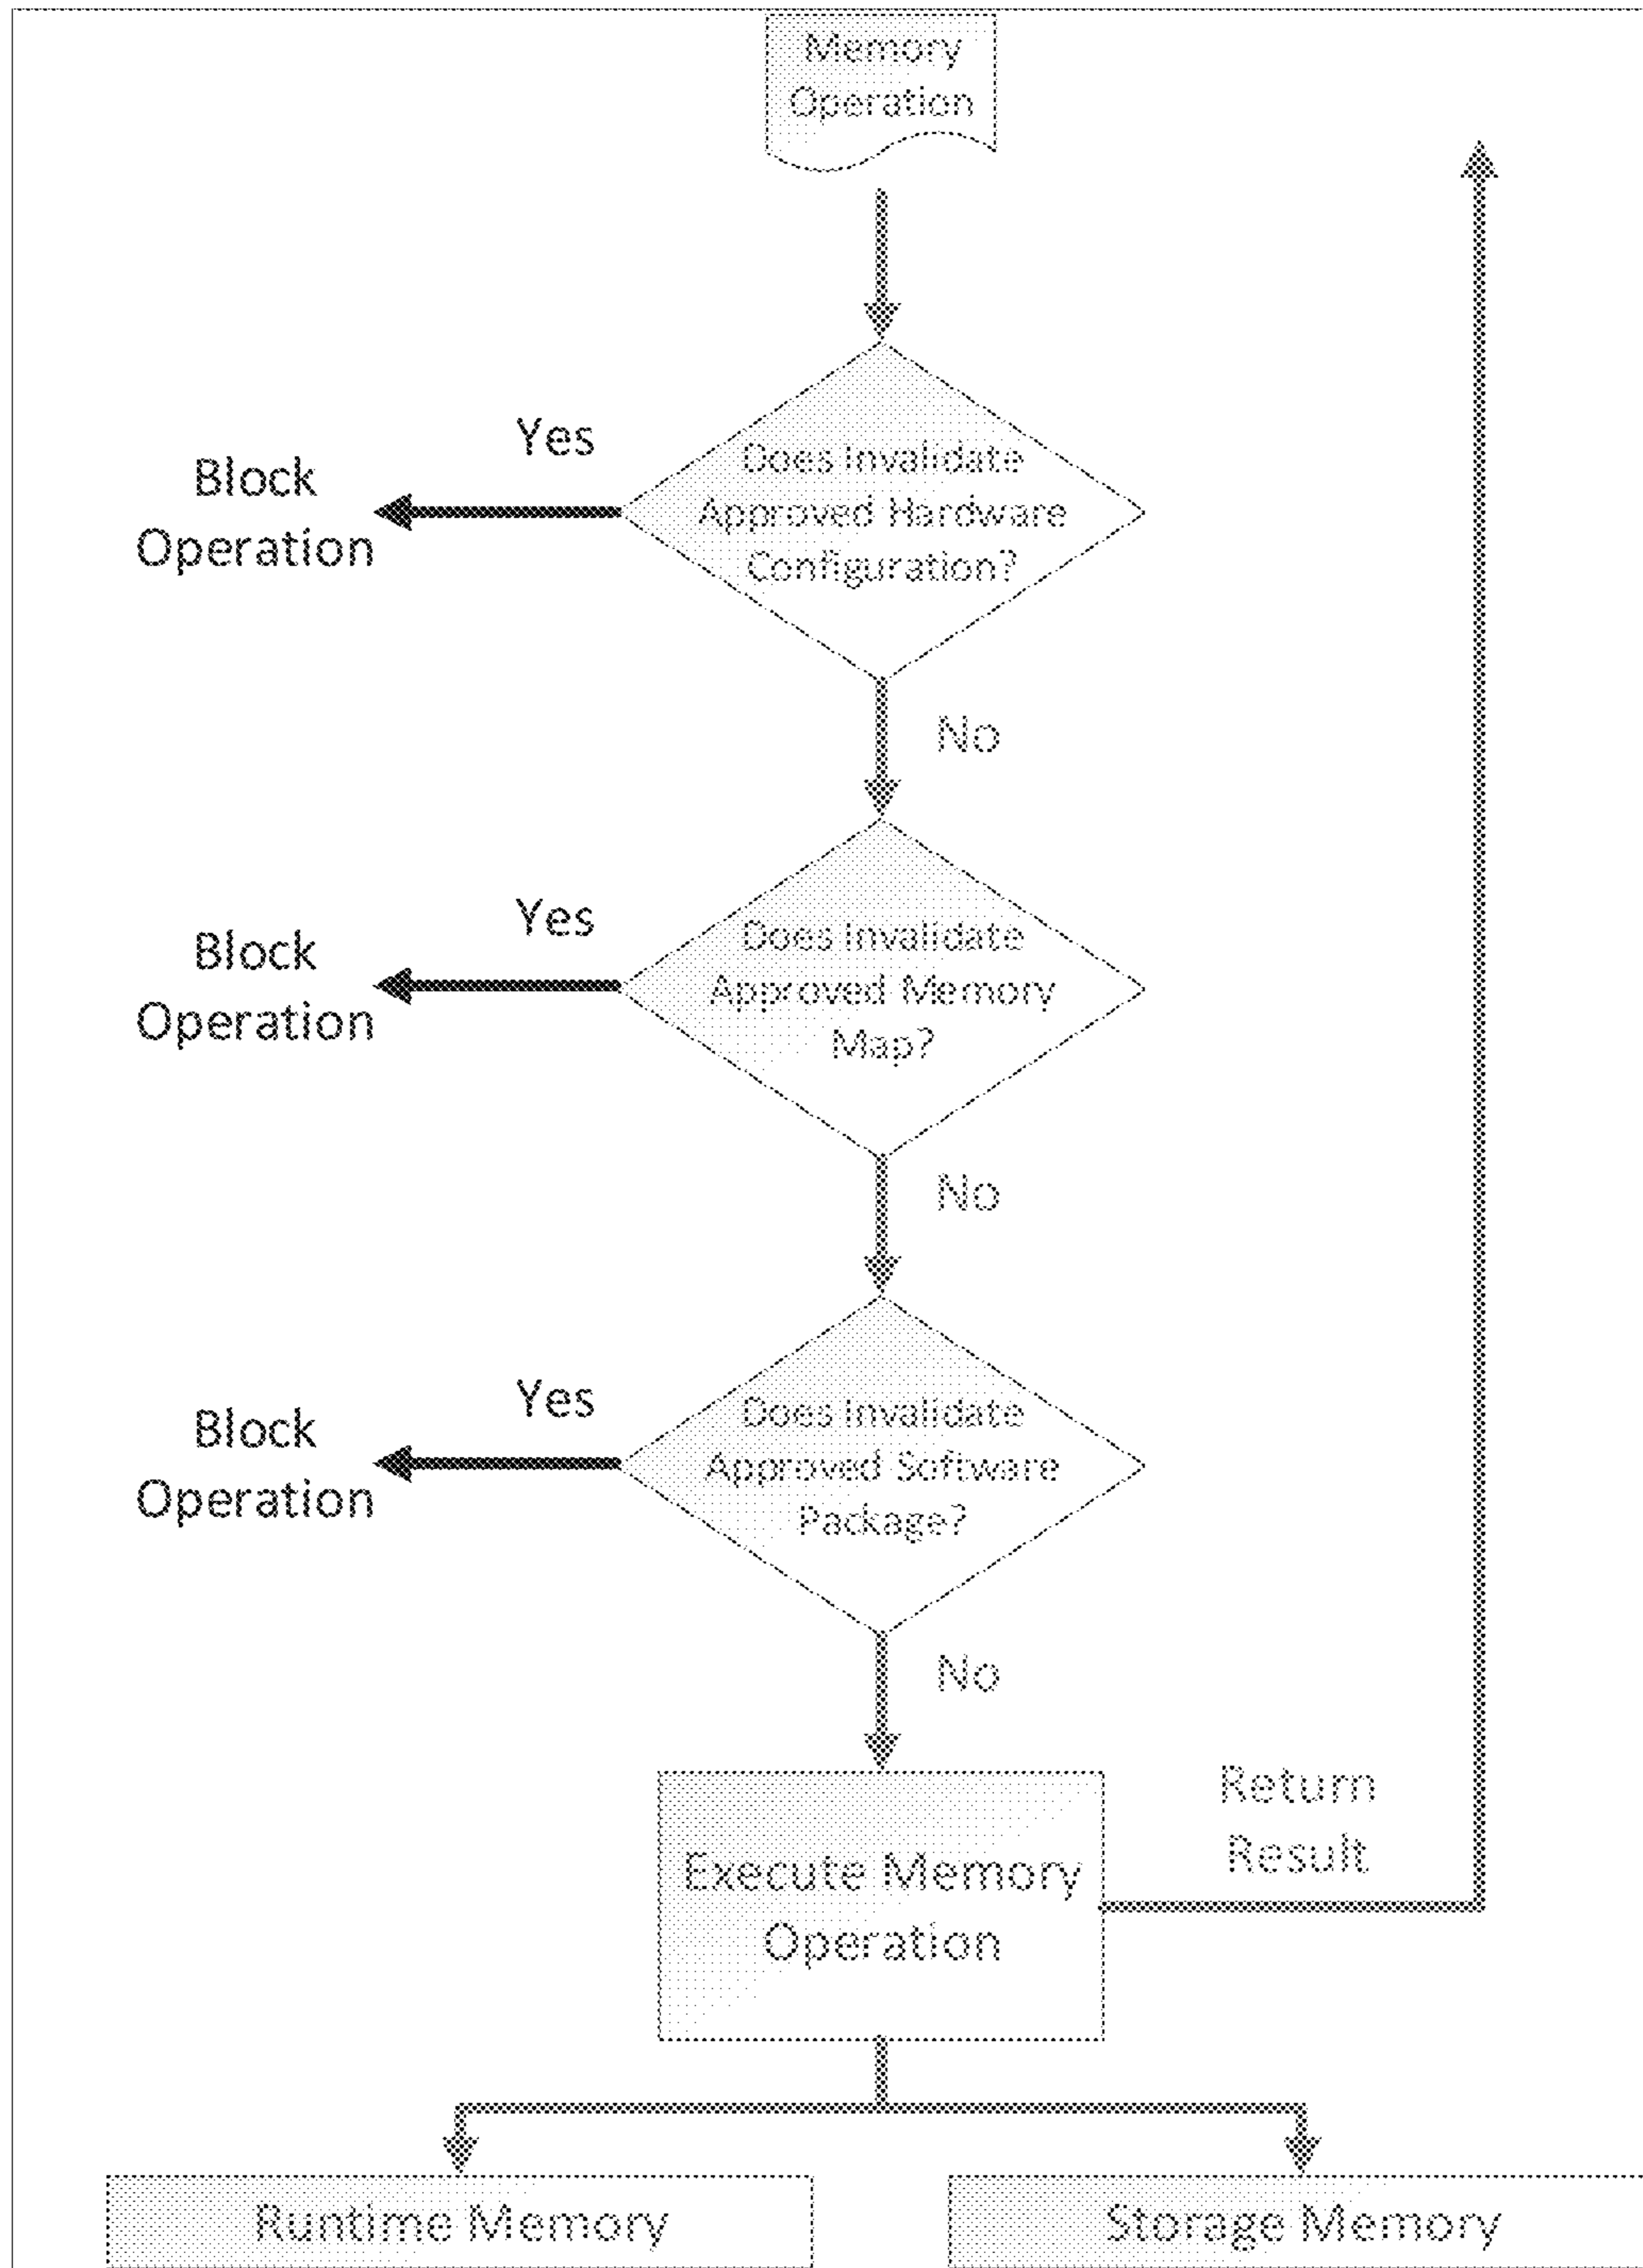 Memory
Operation
Yes
Block
Operation
Does Invalidate
Approved Hardware
Configuration?
No
Yes
Block
Operation
Does Invalidate
Approved Memory
Map?
No
Yes
Block
Operation
Does Invalidate
Approved Software
Package?
No
Return
Result
Execute Memory
Operation
Runtime Memory
Storage Memory